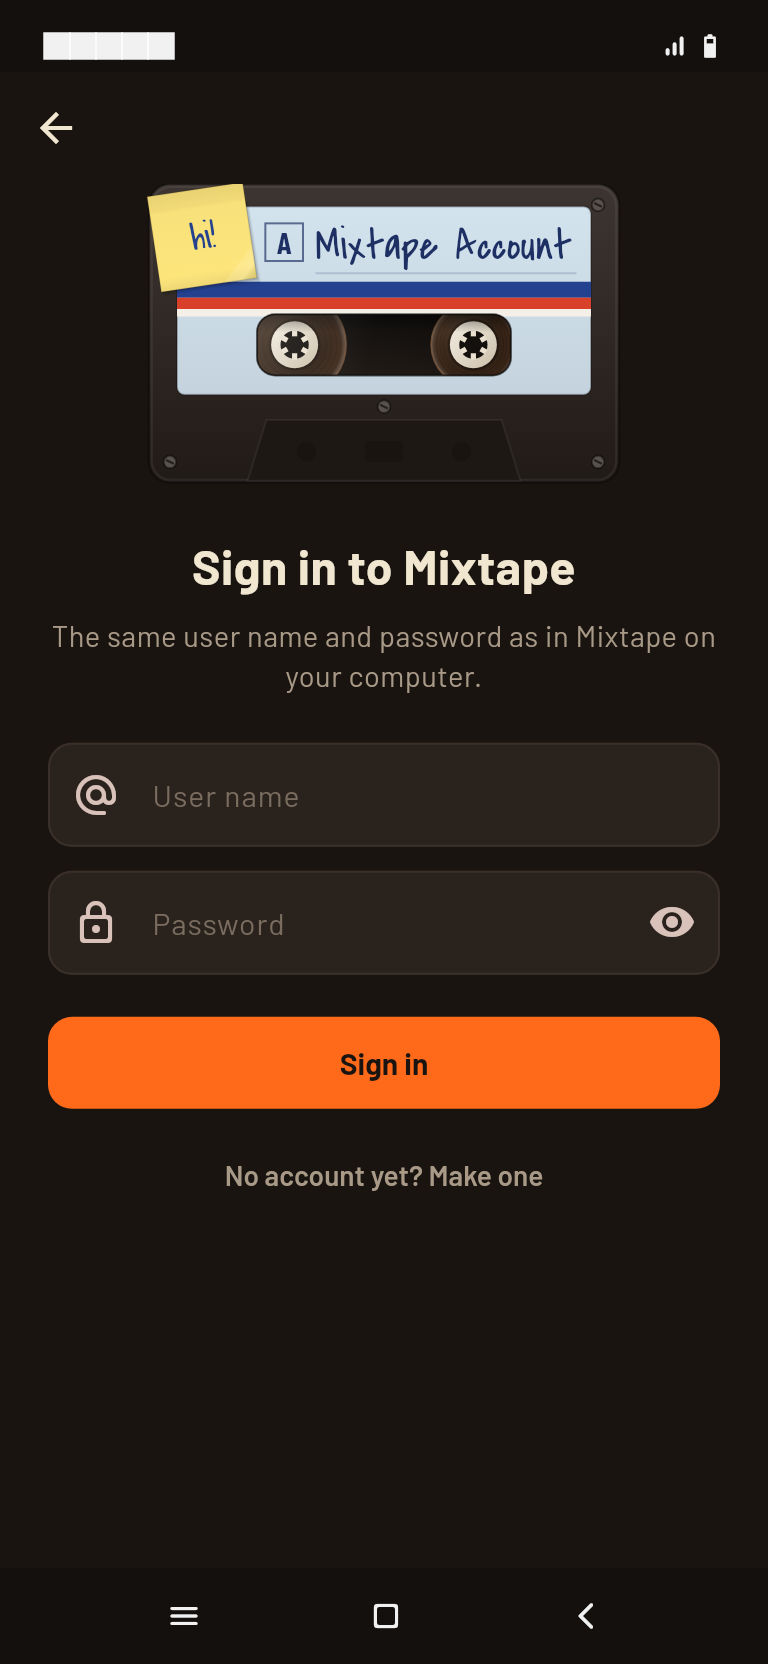 hi!
A Mixtape Account
Sign in to Mixtape
The same user name and password as in Mixtape on
your computer.
User name
Password
Sign in
No account yet? Make one